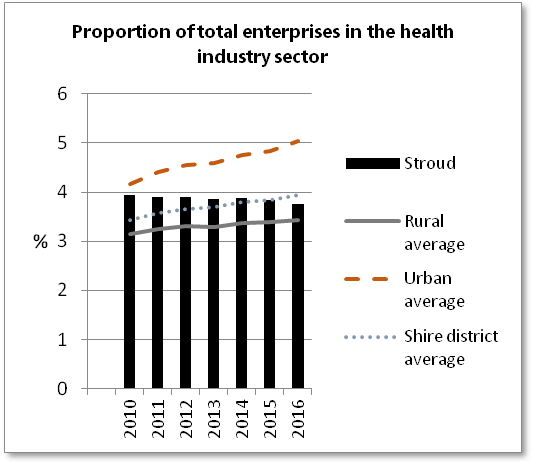 Proportion of total enterprises in the health
industry sector
6
5
4
3
2
1
0
%
2010
2011
2012
2013
2014
2015
2016
Stroud
Rural
average
Urban
average
Shire district
average